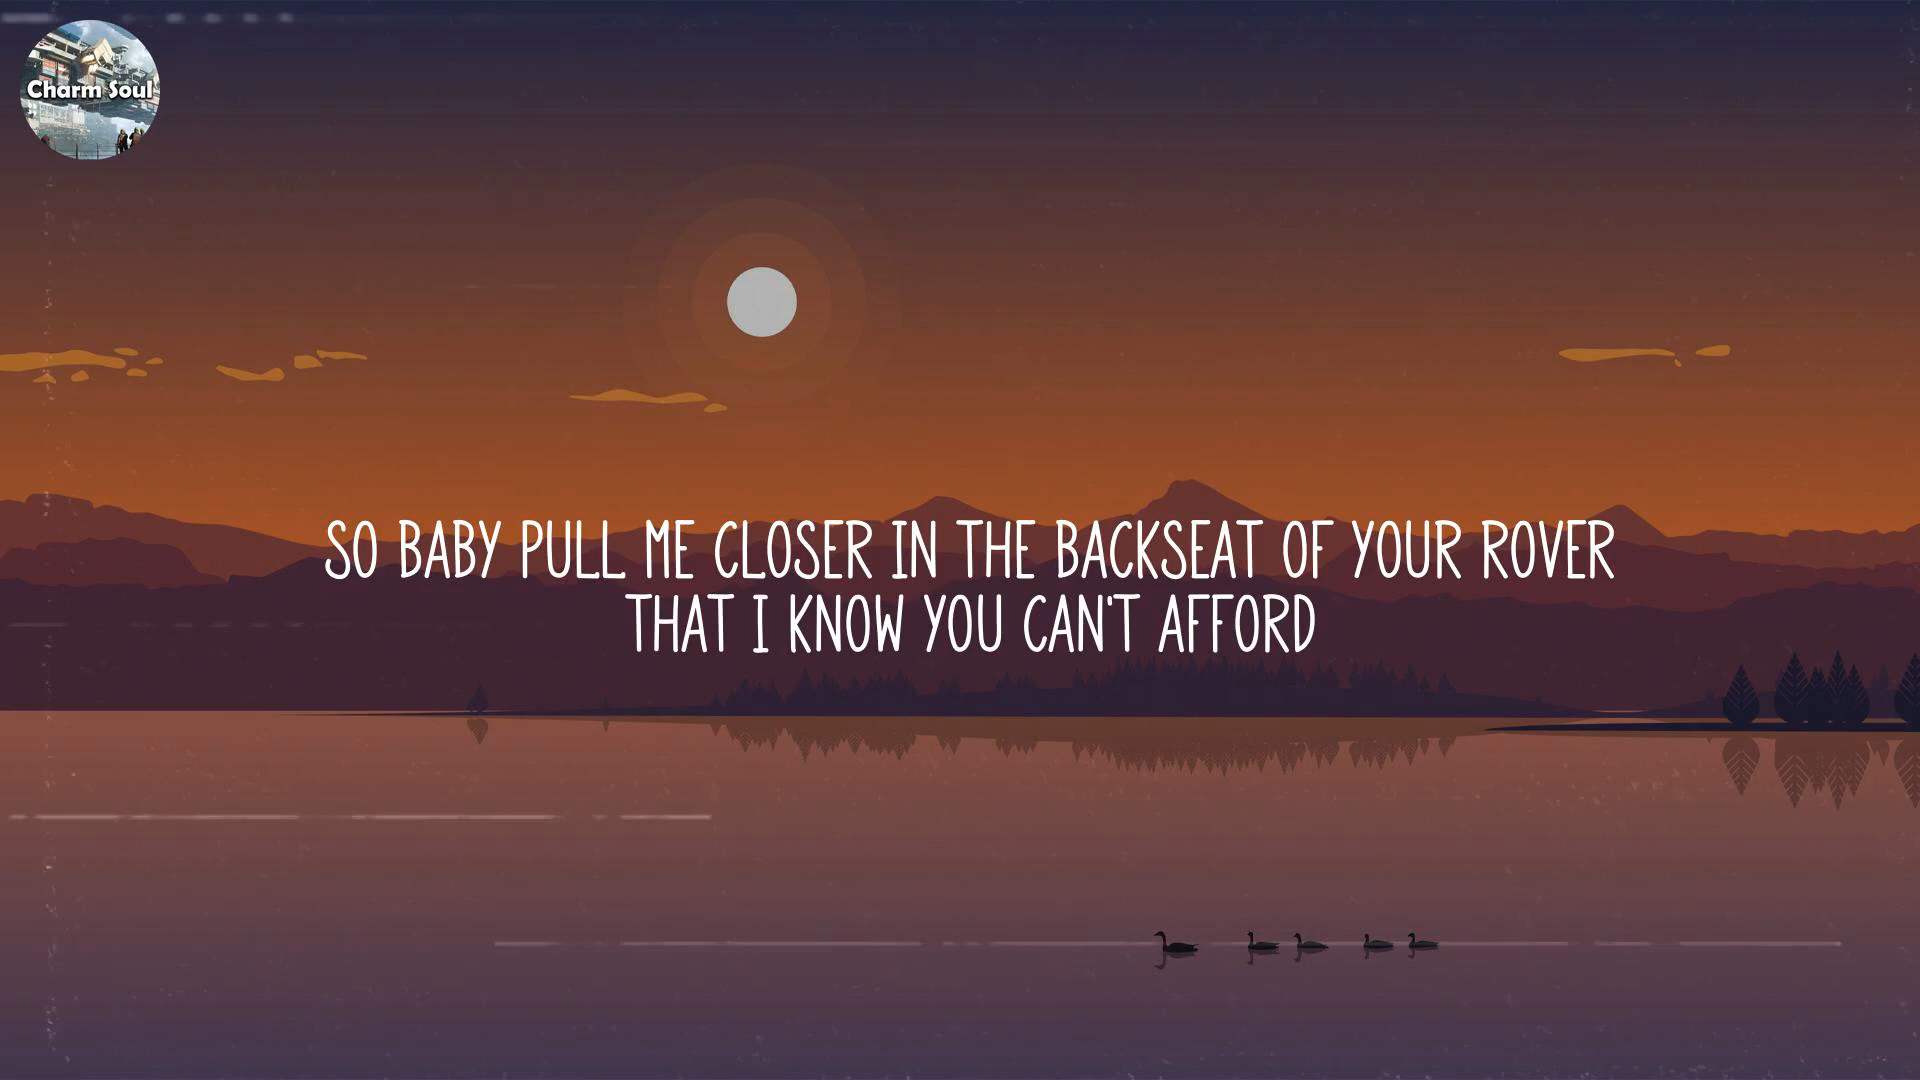 Charm Soul
SO BABY PULL ME CLOSER IN THE BACKSEAT OF YOUR ROVER
THAT I KNOW YOU CAN'T AFFORD